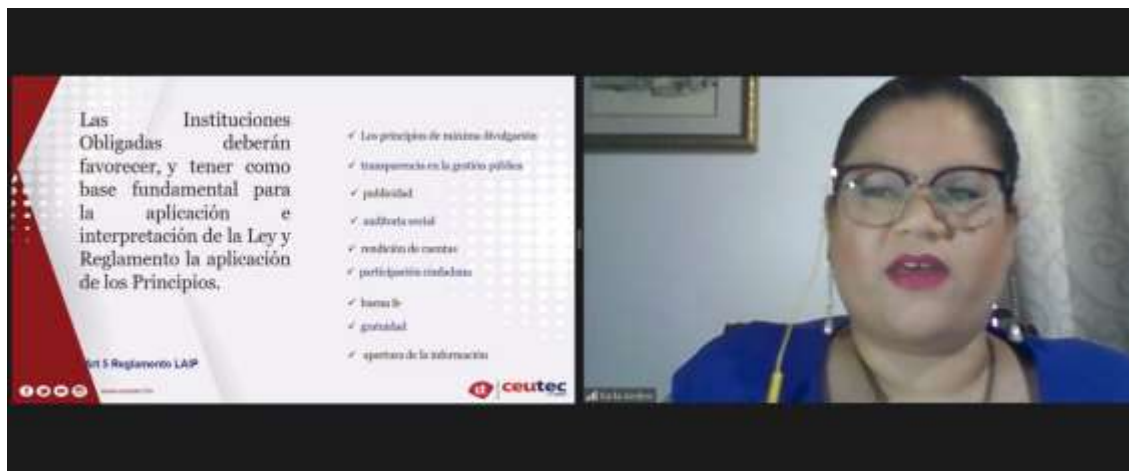 Las Instituciones
Obligadas deberán
favorecer, y tener como
base fundamental para
la aplicación e
interpretación de la Ley y
Reglamento la aplicación
de los Principios.
Art 5 Reglamento LAIP
✓ Los principios de máxima divulgación
✓ transparencia en la gestión pública
✓ publicidad
✓ auditoria social
✓ rendición de cuentas
✓ participación ciudadana
✓ buena fe
✓ gratuidad
✓ apertura de la información
ceutec